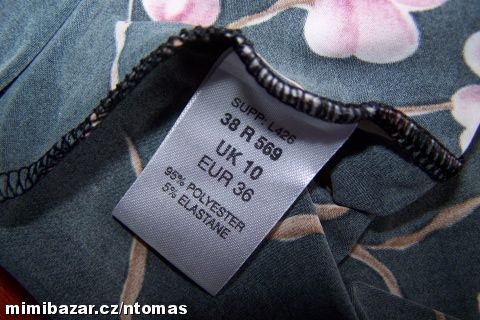 SUPP- L426
38 R 569
UK 10
EUR 36
95% POLYESTER
5% ELASTANE
mimibazar.cz/ntomas